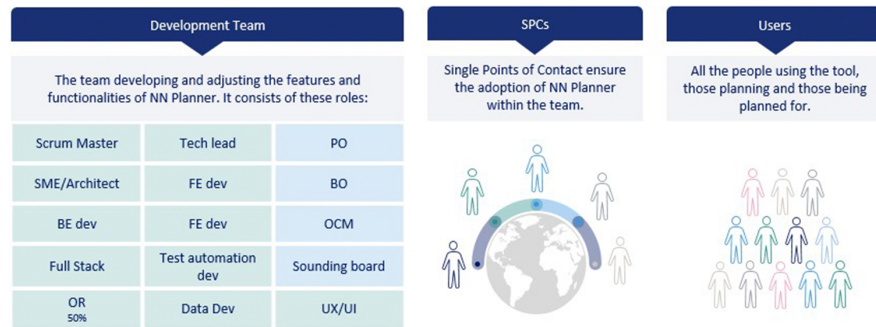 Development Team
The team developing and adjusting the features and
functionalities of NN Planner. It consists of these roles:
Scrum Master
Tech lead
PO
SME/Architect
FE dev
BO
BE dev
FE dev
OCM
Full Stack
Test automation
dev
Sounding board
OR
50%
Data Dev
UX/UI
SPCs
Single Points of Contact ensure
the adoption of NN Planner
within the team.
Users
All the people using the tool,
those planning and those being
planned for.